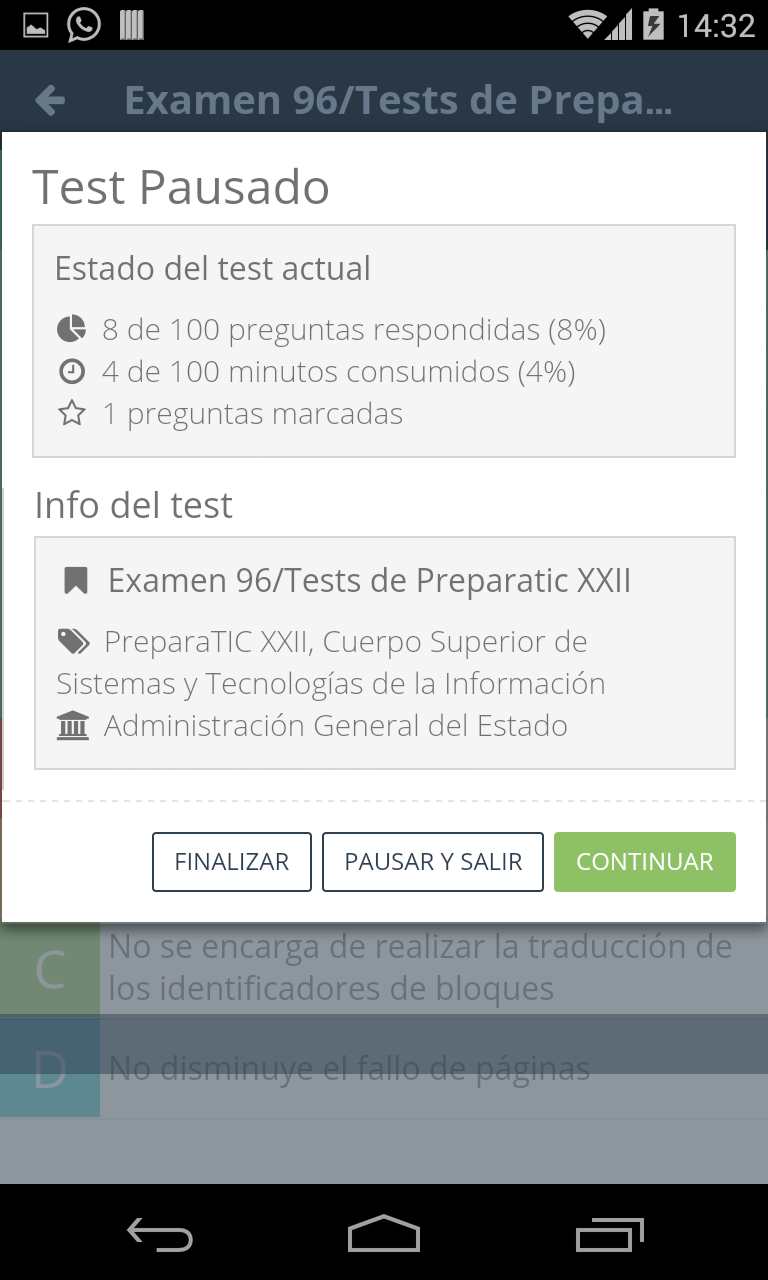 14:32
Examen 96/Tests de Prepa...
Test Pausado
Estado del test actual
8 de 100 preguntas respondidas (8%)
4 de 100 minutos consumidos (4%)
1 preguntas marcadas
Info del test
Examen 96/Tests de Preparatic XXII
PreparaTIC XXII, Cuerpo Superior de
Sistemas y Tecnologías de la Información
Administración General del Estado
FINALIZAR
PAUSAR Y SALIR
CONTINUAR
C
No se encarga de realizar la traducción de
los identificadores de bloques
D
No disminuye el fallo de páginas